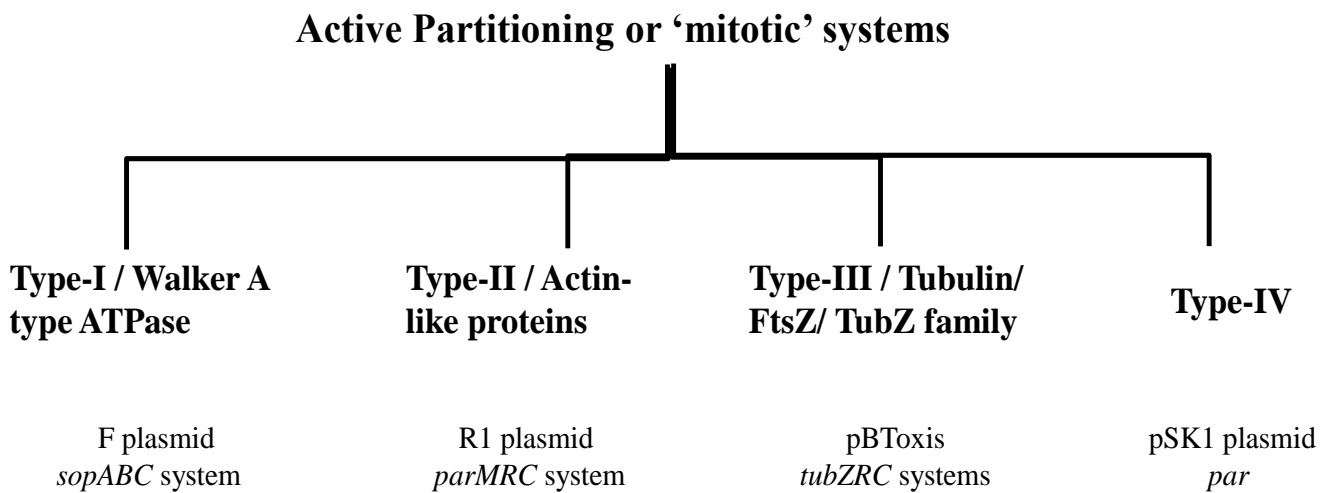 Active Partitioning or ‘mitotic’ systems
Type-I / Walker A
type ATPase
Type-II / Actin-
like proteins
Type-III / Tubulin/
FtsZ/ TubZ family
Type-IV
F plasmid
sopABC system
R1 plasmid
parMRC system
pBToxis
tubZRC systems
pSK1 plasmid
par